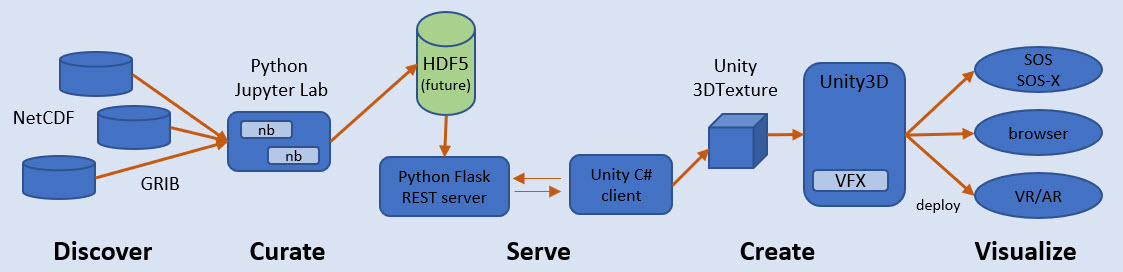 NetCDF
GRIB
Python
Jupyter Lab
nb
nb
HDF5
(future)
Python Flask
REST server
Unity C#
client
Unity
3DTexture
Unity3D
VFX
deploy
SOS
SOS-X
browser
VR/AR
Discover
Curate
Serve
Create
Visualize